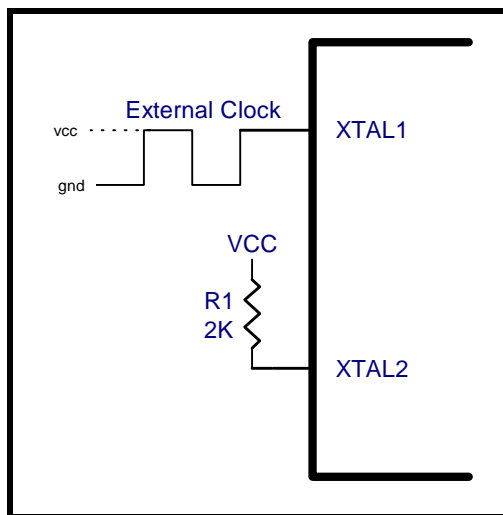 External Clock
vcc
XTAL1
gnd
VCC
R1
2K
XTAL2